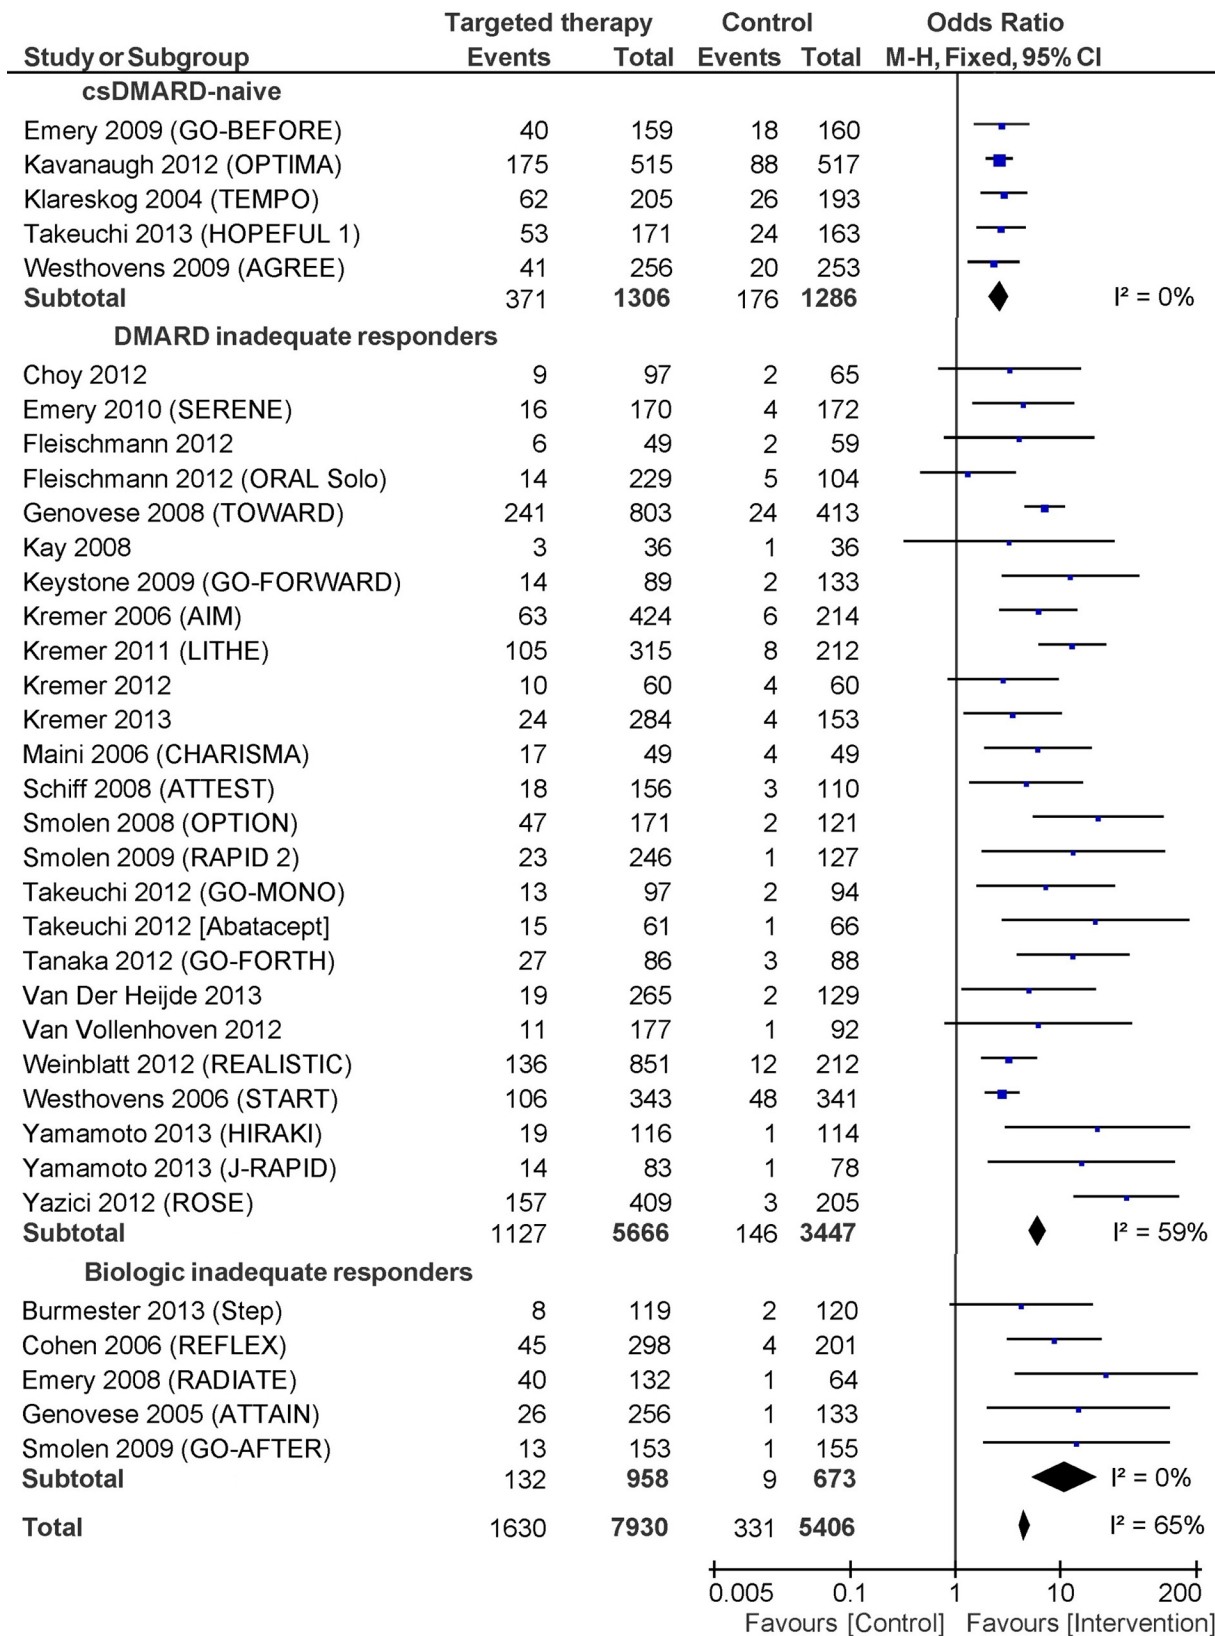 Targeted therapy Control Odds Ratio
Study or Subgroup Events Total Events Total M-H, Fixed, 95% CI
csDMARD-naive
Emery 2009 (GO-BEFORE) 40 159 18 160
Kavanaugh 2012 (OPTIMA) 175 515 88 517
Klareskog 2004 (TEMPO) 62 205 26 193
Takeuchi 2013 (HOPEFUL 1) 53 171 24 163
Westhovens 2009 (AGREE) 41 256 20 253
Subtotal 371 1306 176 1286 I² = 0%
DMARD inadequate responders
Choy 2012 9 97 2 65
Emery 2010 (SERENE) 16 170 4 172
Fleischmann 2012 6 49 2 59
Fleischmann 2012 (ORAL Solo) 14 229 5 104
Genovese 2008 (TOWARD) 241 803 24 413
Kay 2008 3 36 1 36
Keystone 2009 (GO-FORWARD) 14 89 2 133
Kremer 2006 (AIM) 63 424 6 214
Kremer 2011 (LITHE) 105 315 8 212
Kremer 2012 10 60 4 60
Kremer 2013 24 284 4 153
Maini 2006 (CHARISMA) 17 49 4 49
Schiff 2008 (ATTEST) 18 156 3 110
Smolen 2008 (OPTION) 47 171 2 121
Smolen 2009 (RAPID 2) 23 246 1 127
Takeuchi 2012 (GO-MONO) 13 97 2 94
Takeuchi 2012 [Abatacept] 15 61 1 66
Tanaka 2012 (GO-FORTH) 27 86 3 88
Van Der Heijde 2013 19 265 2 129
Van Vollenhoven 2012 11 177 1 92
Weinblatt 2012 (REALISTIC) 136 851 12 212
Westhovens 2006 (START) 106 343 48 341
Yamamoto 2013 (HIRAKI) 19 116 1 114
Yamamoto 2013 (J-RAPID) 14 83 1 78
Yazici 2012 (ROSE) 157 409 3 205
Subtotal 1127 5666 146 3447 I² = 59%
Biologic inadequate responders
Burmester 2013 (Step) 8 119 2 120
Cohen 2006 (REFLEX) 45 298 4 201
Emery 2008 (RADIATE) 40 132 1 64
Genovese 2005 (ATTAIN) 26 256 1 133
Smolen 2009 (GO-AFTER) 13 153 1 155
Subtotal 132 958 9 673 I² = 0%
Total 1630 7930 331 5406 I² = 65%
0.005 0.1 1 10 200
Favours [Control] Favours [Intervention]